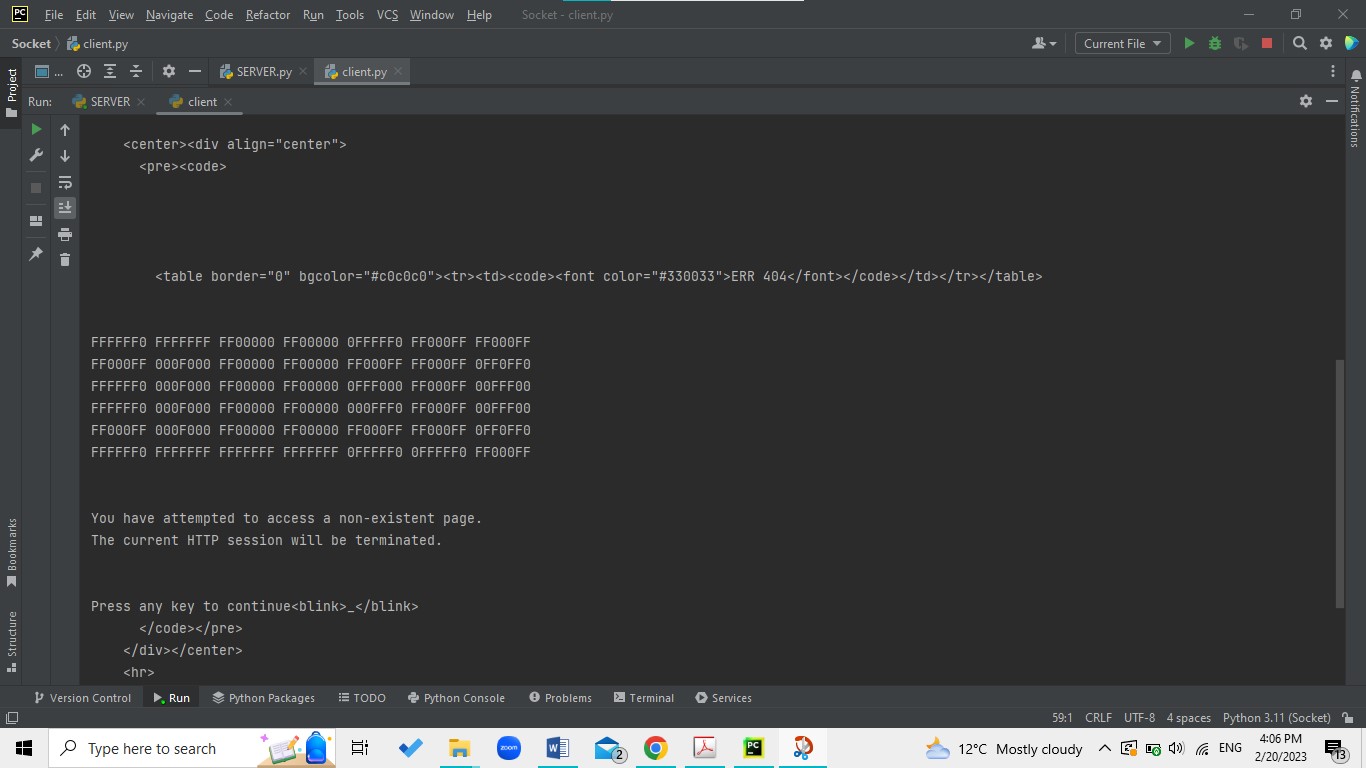 PC File Edit View Navigate Code Refactor Run Tools VCS Window Help Socket - client.py
Socket client.py Current File
... SERVER.py client.py
Project
Run: SERVER client
Notifications
<center><div align="center">
<pre><code>
<table border="0" bgcolor="#c0c0c0"><tr><td><code><font color="#330033">ERR 404</font></code></td></tr></table>
FFFFFF0 FFFFFFF FF00000 FF00000 0FFFFF0 FF000FF FF000FF
FF000FF 000F000 FF00000 FF00000 FF000FF FF000FF 0FF0FF0
FFFFFF0 000F000 FF00000 FF00000 0FFF000 FF000FF 00FFF00
FFFFFF0 000F000 FF00000 FF00000 000FFF0 FF000FF 00FFF00
FF000FF 000F000 FF00000 FF00000 FF000FF FF000FF 0FF0FF0
FFFFFF0 FFFFFFF FFFFFFF FFFFFFF 0FFFFF0 0FFFFF0 FF000FF
You have attempted to access a non-existent page.
The current HTTP session will be terminated.
Press any key to continue<blink>_</blink>
</code></pre>
</div></center>
<hr>
Bookmarks
Structure
Version Control Run Python Packages TODO Python Console Problems Terminal Services
59:1 CRLF UTF-8 4 spaces Python 3.11 (Socket)
Type here to search zoom W 2 PC 12°C Mostly cloudy ENG 4:06 PM
2/20/2023 13